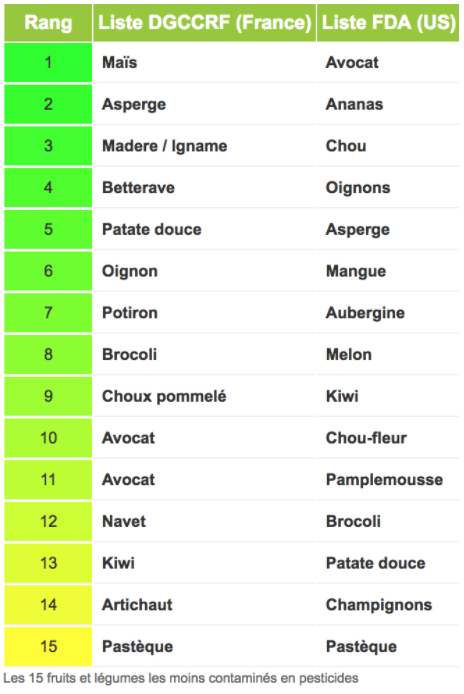 Rang Liste DGCCRF (France) Liste FDA (US)
1 Maïs Avocat
2 Asperge Ananas
3 Madere / Igname Chou
4 Betterave Oignons
5 Patate douce Asperge
6 Oignon Mangue
7 Potiron Aubergine
8 Brocoli Melon
9 Choux pommelé Kiwi
10 Avocat Chou-fleur
11 Avocat Pamplemousse
12 Navet Brocoli
13 Kiwi Patate douce
14 Artichaut Champignons
15 Pastèque Pastèque
Les 15 fruits et légumes les moins contaminés en pesticides